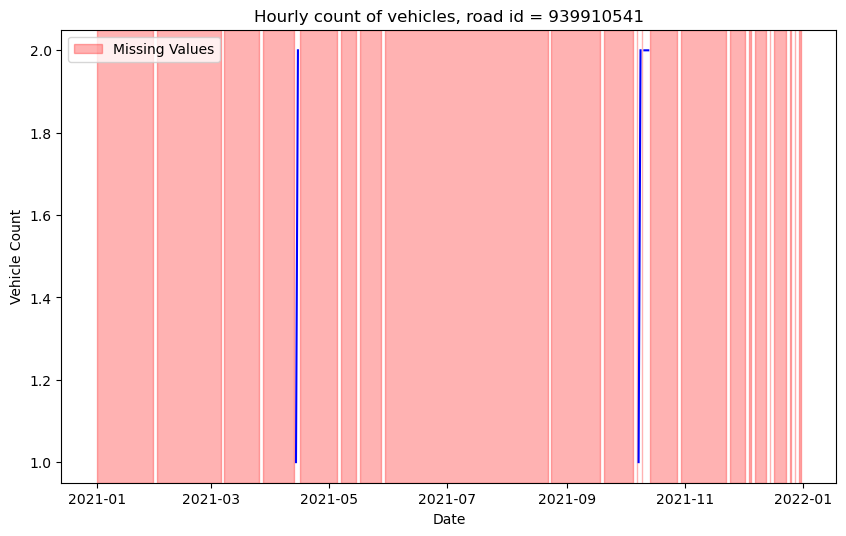 Hourly count of vehicles, road id = 939910541
Missing Values
2.0
1.8
1.6
1.4
1.2
1.0
Vehicle Count
2021-01 2021-03 2021-05 2021-07 2021-09 2021-11 2022-01
Date